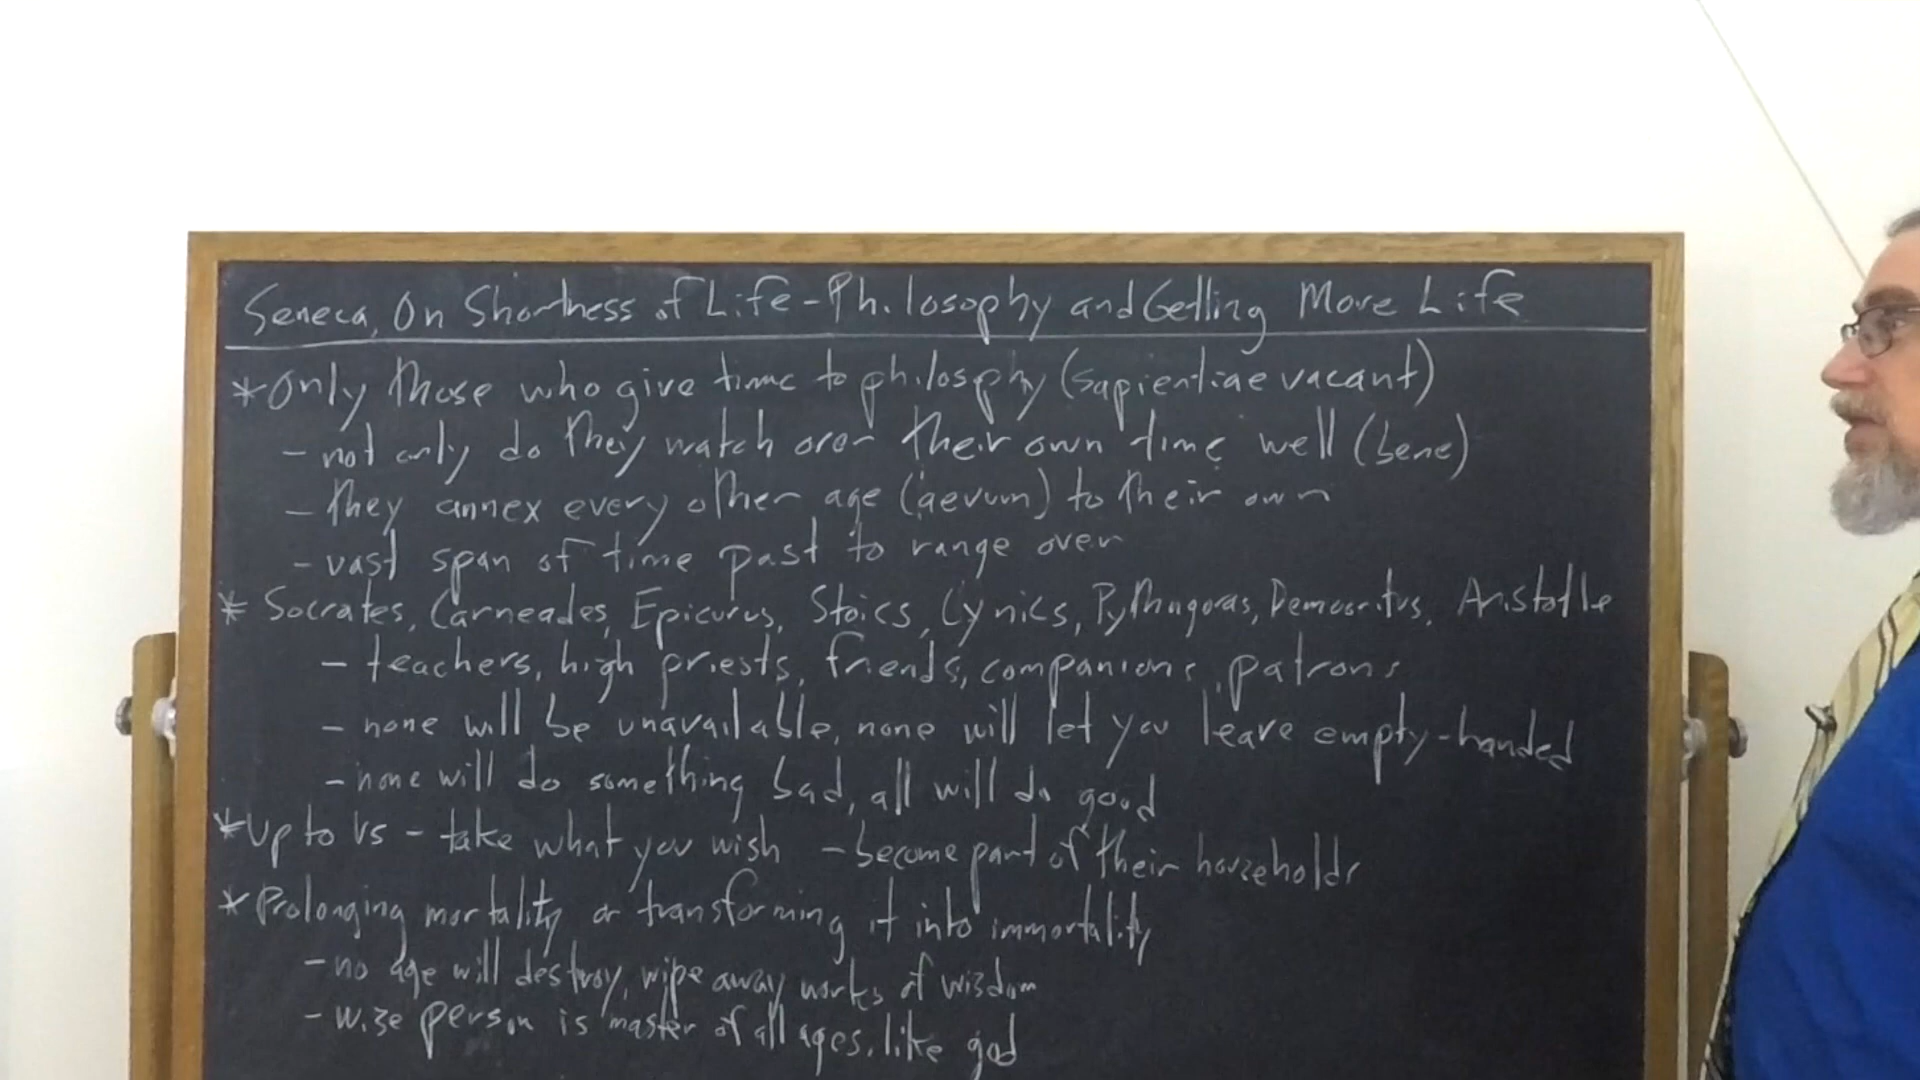 Seneca, On Shortness of Life - Philosophy and Getting More Life
* Only those who give time to philosophy (sapientiae vacant)
- not only do they watch over their own time well (bene)
- they annex every other age (aevum) to their own
- vast span of time past to range over
* Socrates, Carneades, Epicurus, Stoics, Cynics, Pythagoras, Democritus, Aristotle
- teachers, high priests, friends, companions, patrons
- none will be unavailable, none will let you leave empty-handed
- none will do something bad, all will do good
* Up to Us - take what you wish - become part of their households
* Prolonging mortality or transforming it into immortality
- no age will destroy, wipe away works of wisdom
- wise person is master of all ages, like god